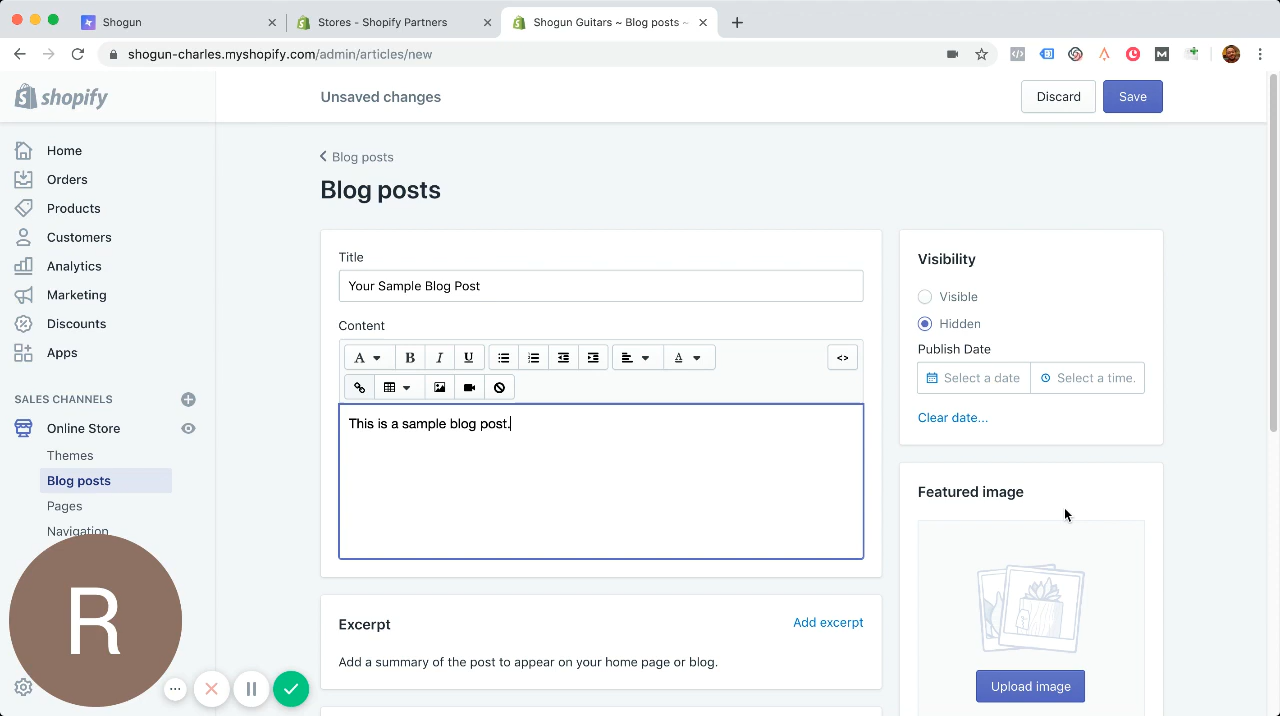 Shogun
Stores - Shopify Partners
Shogun Guitars ~ Blog posts ~
shogun-charles.myshopify.com/admin/articles/new
shopify
Unsaved changes
Discard
Save
Home
Orders
Products
Customers
Analytics
Marketing
Discounts
Apps
SALES CHANNELS
Online Store
Themes
Blog posts
Pages
Navigation
Blog posts
Blog posts
Title
Your Sample Blog Post
Content
A
B
I
U
A
<>
This is a sample blog post.
Excerpt
Add excerpt
Add a summary of the post to appear on your home page or blog.
Visibility
Visible
Hidden
Publish Date
Select a date
Select a time.
Clear date...
Featured image
Upload image
R